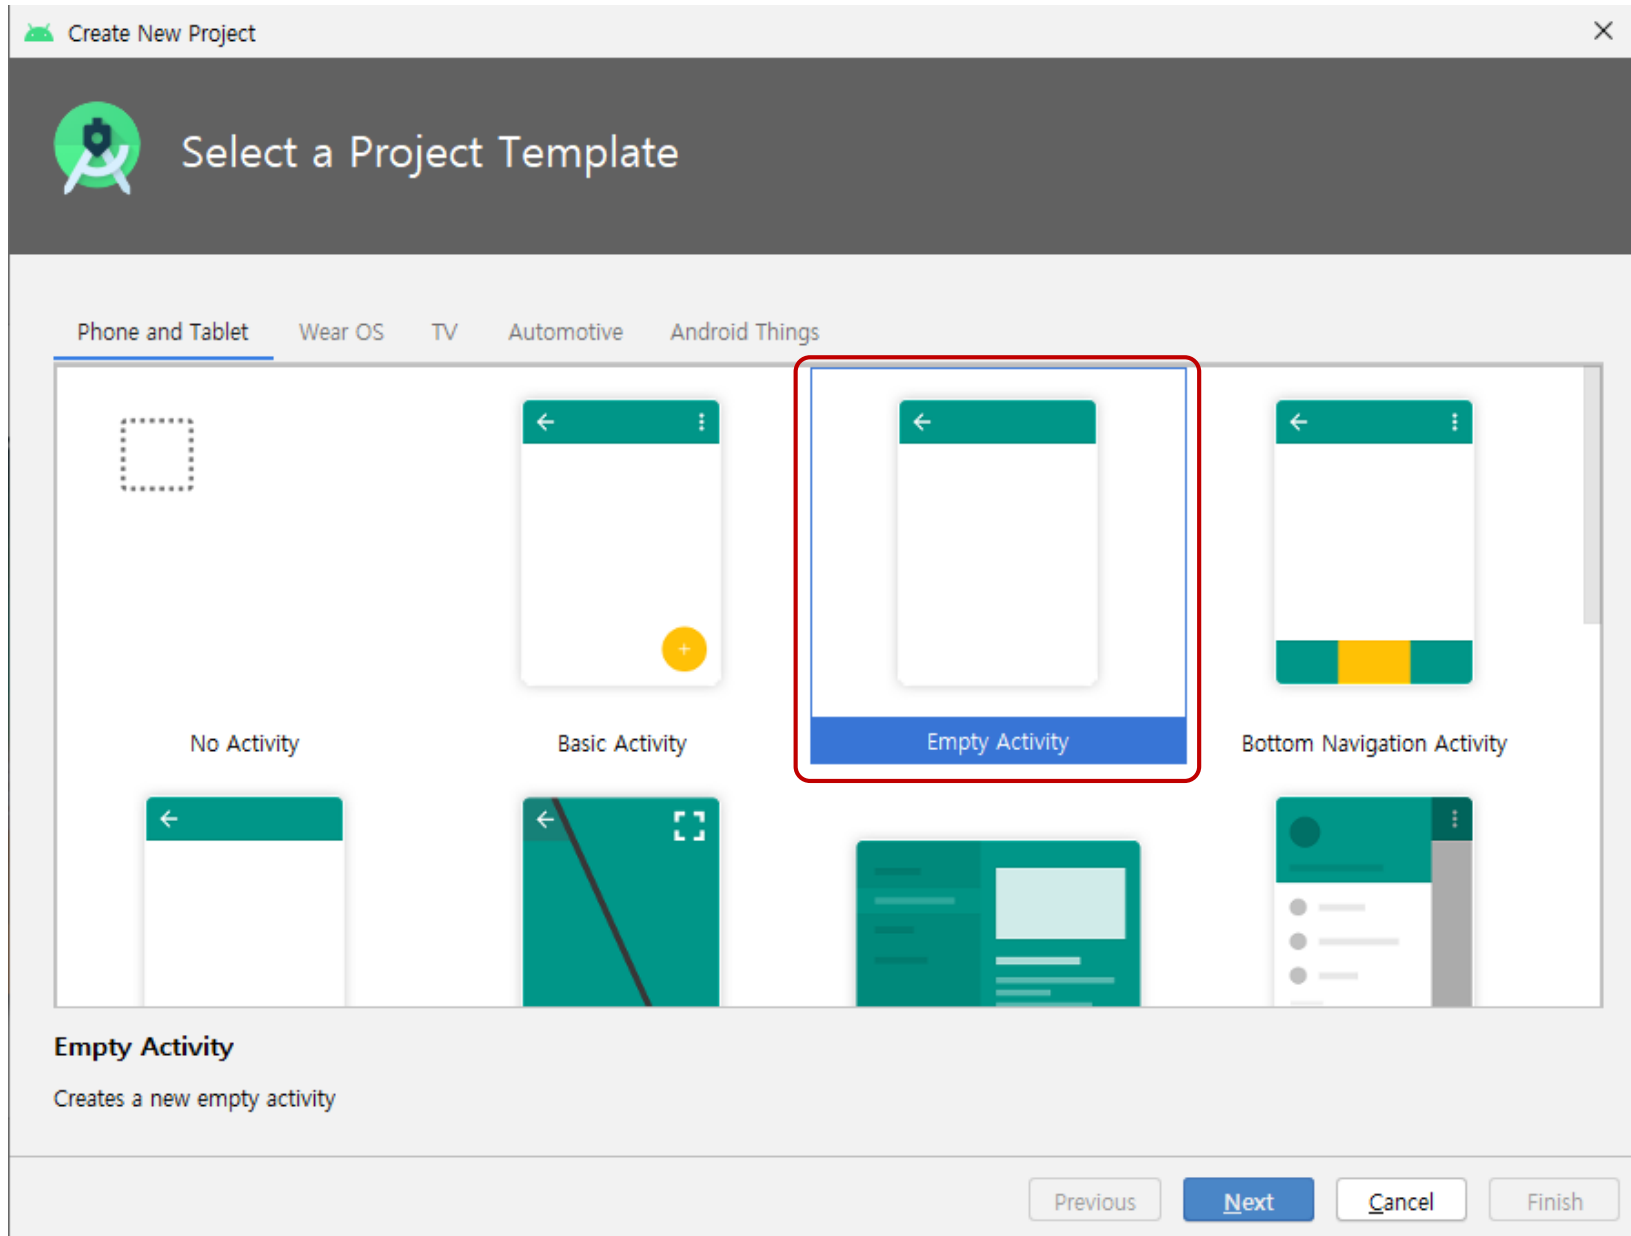 Create New Project
Select a Project Template
Phone and Tablet Wear OS TV Automotive Android Things
No Activity Basic Activity Empty Activity Bottom Navigation Activity
Empty Activity
Creates a new empty activity
Previous Next Cancel Finish